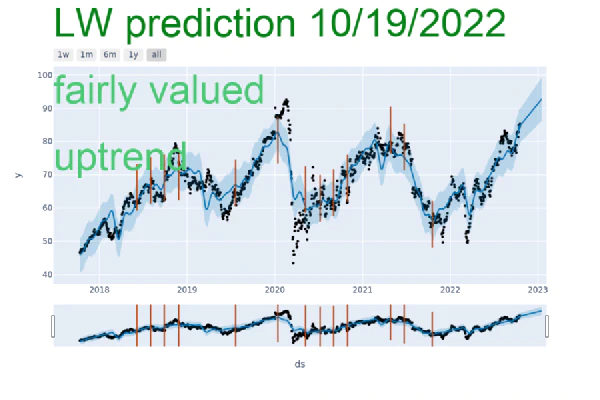 LW prediction 10/19/2022
1w 1m 6m 1y all
fairly valued
uptrend
100
90
80
70
60
50
40
y
2018 2019 2020 2021 2022 2023
ds